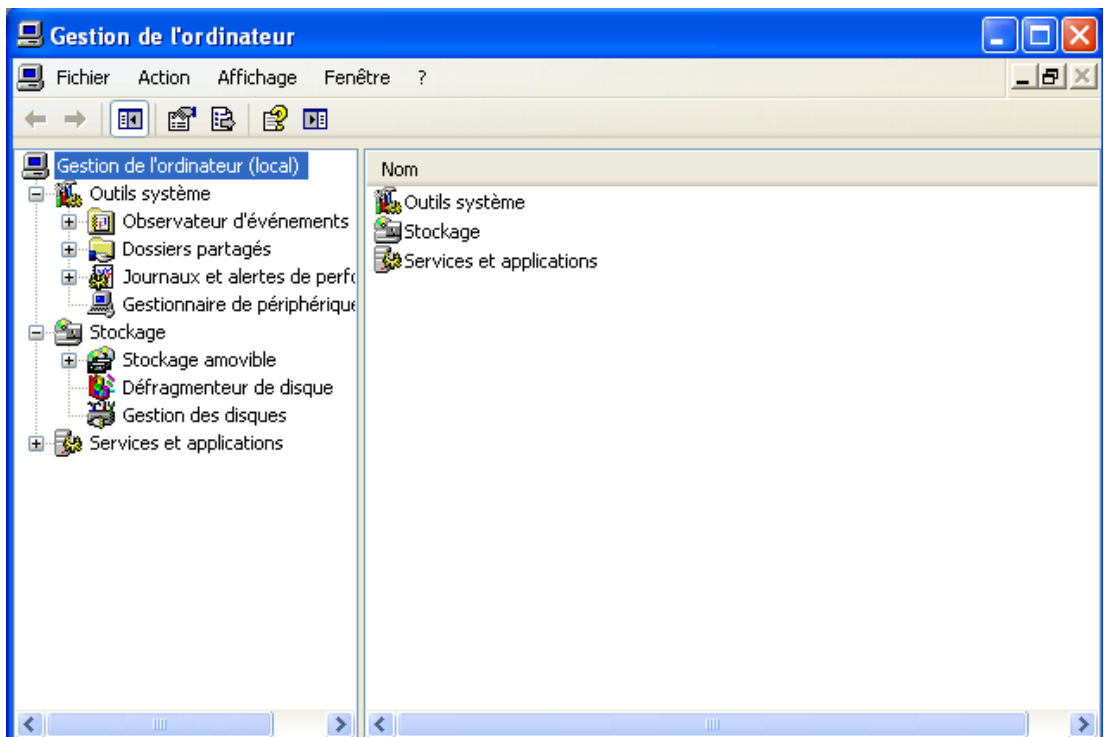 Gestion de l'ordinateur
Fichier Action Affichage Fenêtre ?
Gestion de l'ordinateur (local)
Outils système
Observateur d'événements
Dossiers partagés
Journaux et alertes de perfo
Gestionnaire de périphérique
Stockage
Stockage amovible
Défragmenteur de disque
Gestion des disques
Services et applications
Nom
Outils système
Stockage
Services et applications